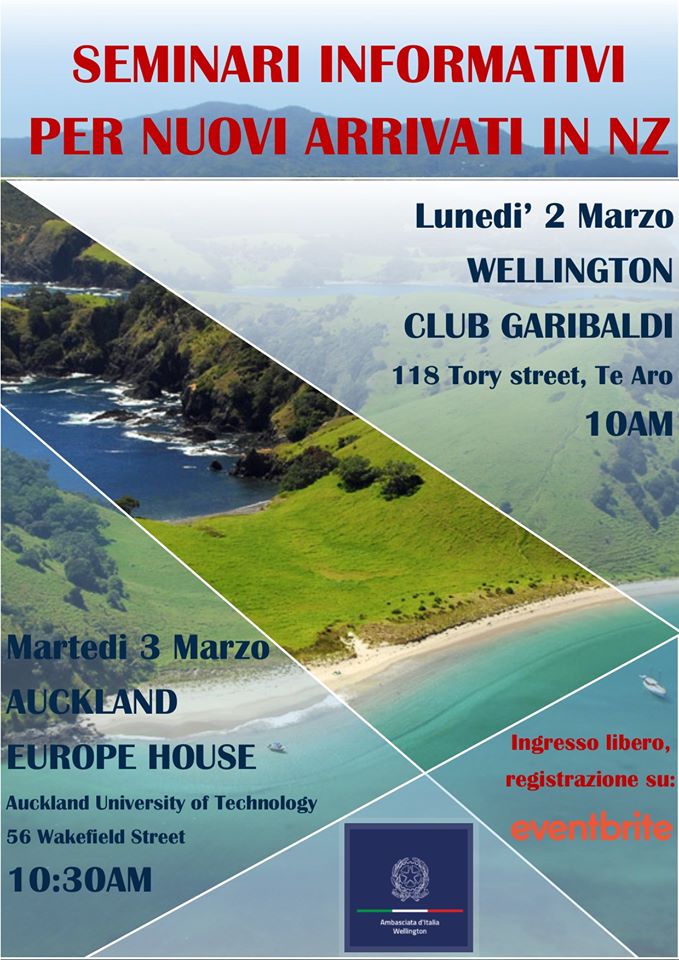 SEMINARI INFORMATIVI
PER NUOVI ARRIVATI IN NZ
Lunedi' 2 Marzo
WELLINGTON
CLUB GARIBALDI
118 Tory street, Te Aro
10AM
Martedi 3 Marzo
AUCKLAND
EUROPE HOUSE
Auckland University of Technology
56 Wakefield Street
10:30AM
Ingresso libero,
registrazione su:
eventbrite
Ambasciata d'Italia
Wellington